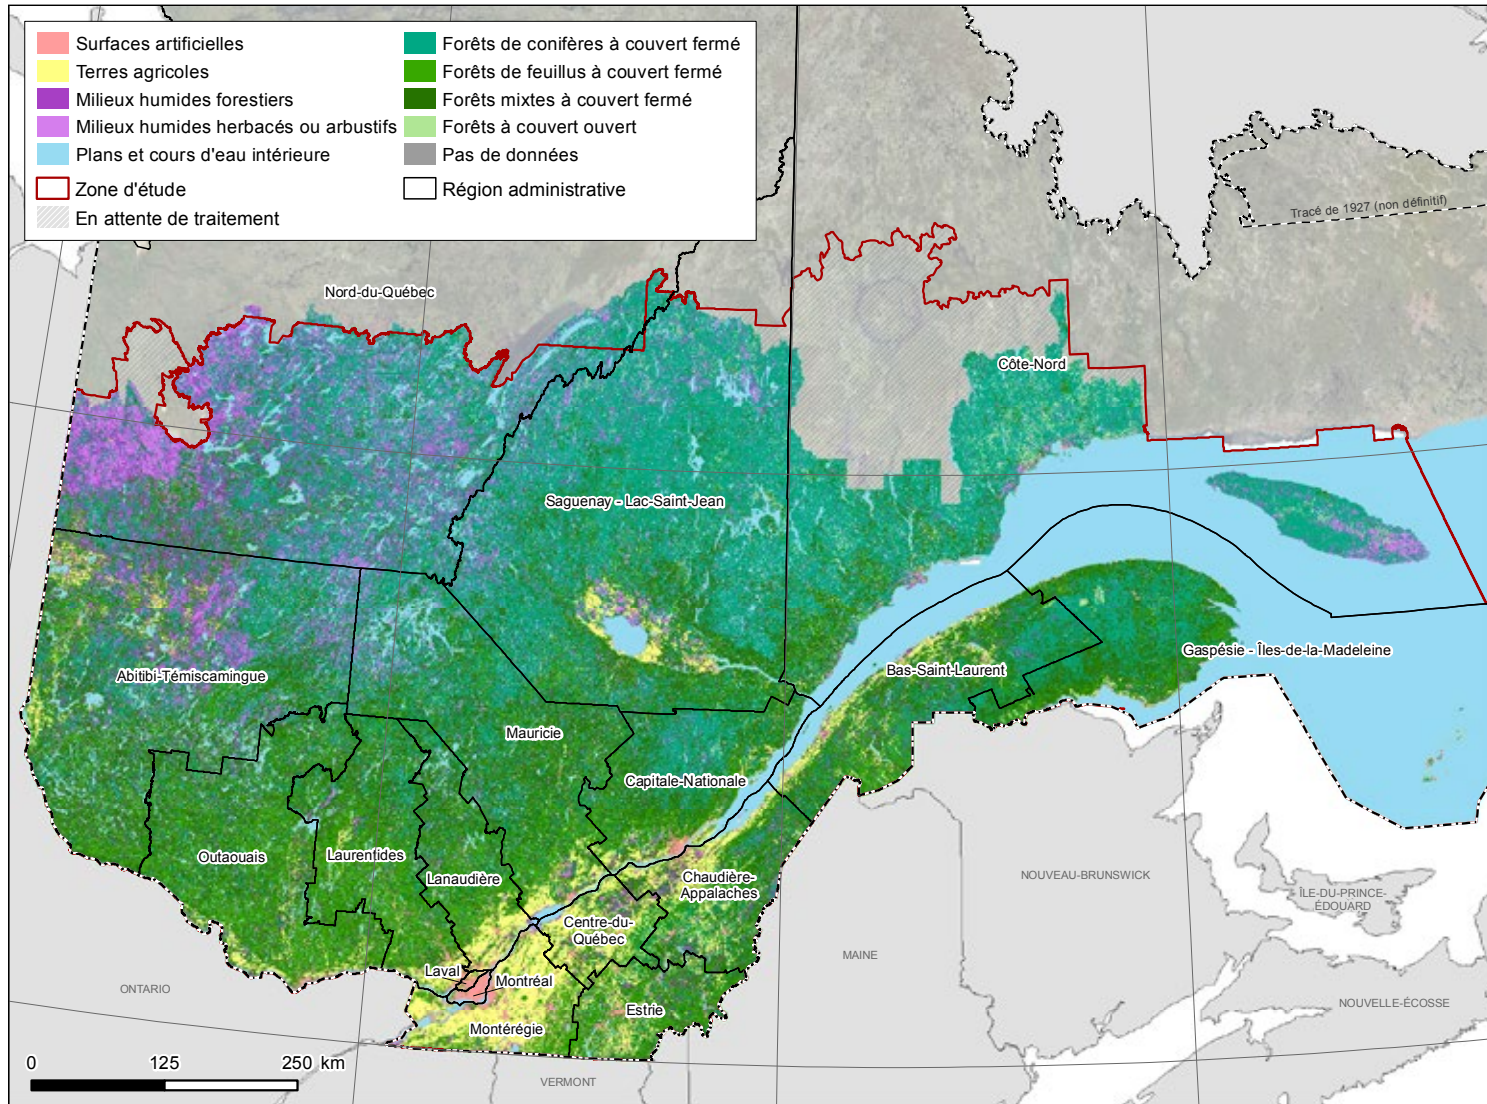 Surfaces artificielles
Terres agricoles
Milieux humides forestiers
Milieux humides herbacés ou arbustifs
Plans et cours d'eau intérieure
Zone d'étude
En attente de traitement
Forêts de conifères à couvert fermé
Forêts de feuillus à couvert fermé
Forêts mixtes à couvert fermé
Forêts à couvert ouvert
Pas de données
Région administrative
Tracé de 1927 (non définitif)
Nord-du-Québec
Côte-Nord
Saguenay - Lac-Saint-Jean
Abitibi-Témiscamingue
Bas-Saint-Laurent
Gaspésie - Îles-de-la-Madeleine
Mauricie
Capitale-Nationale
Outaouais
Laurentides
Lanaudière
Chaudière-
Appalaches
Centre-du-
Québec
Laval
Montréal
Estrie
Montérégie
NOUVEAU-BRUNSWICK
ÎLE-DU-PRINCE-
ÉDOUARD
MAINE
ONTARIO
NOUVELLE-ÉCOSSE
VERMONT
0 125 250 km